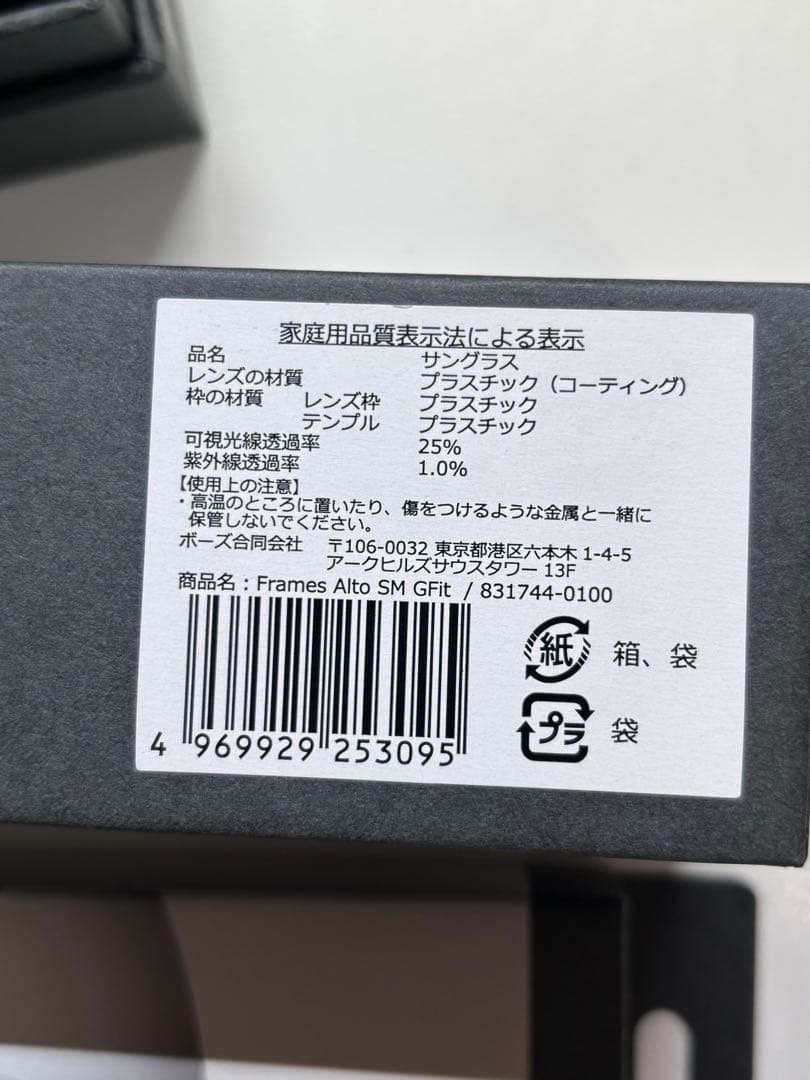 家庭用品質表示法による表示
品名 サングラス
レンズの材質 プラスチック（コーティング）
枠の材質 レンズ枠 プラスチック
テンプル プラスチック
可視光線透過率 25%
紫外線透過率 1.0%
【使用上の注意】
・高温のところに置いたり、傷をつけるような金属と一緒に
保管しないでください。
ボーズ合同会社 〒106-0032 東京都港区六本木 1-4-5
アークヒルズサウスタワー 13F
商品名：Frames Alto SM GFit / 831744-0100
紙 箱、袋
プラ 袋
4 969929 253095